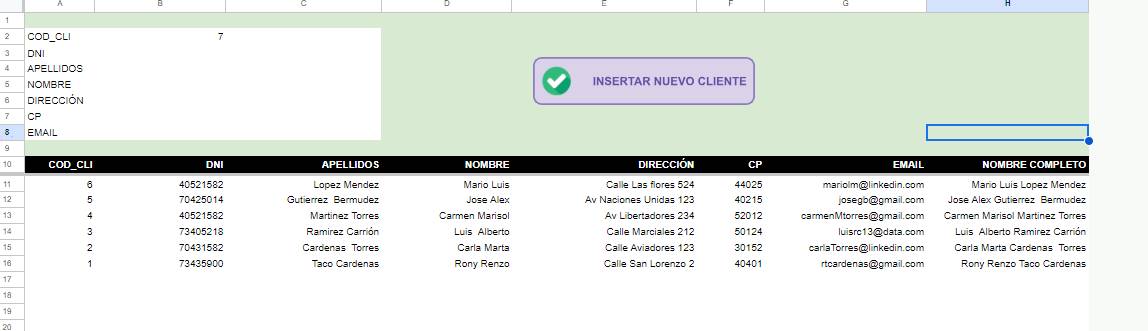 A B C D E F G H
1
2 COD_CLI 7
3 DNI
4 APELLIDOS
5 NOMBRE INSERTAR NUEVO CLIENTE
6 DIRECCIÓN
7 CP
8 EMAIL
9
10 COD_CLI DNI APELLIDOS NOMBRE DIRECCIÓN CP EMAIL NOMBRE COMPLETO
11 6 40521582 Lopez Mendez Mario Luis Calle Las flores 524 44025 mariolm@linkedin.com Mario Luis Lopez Mendez
12 5 70425014 Gutierrez  Bermudez Jose Alex Av Naciones Unidas 123 40215 josegb@gmail.com Jose Alex Gutierrez  Bermudez
13 4 40521582 Martinez Torres Carmen Marisol Av Libertadores 234 52012 carmenMtorres@gmail.com Carmen Marisol Martinez Torres
14 3 73405218 Ramirez Carrión Luis  Alberto Calle Marciales 212 50124 luisrc13@data.com Luis  Alberto Ramirez Carrión
15 2 70431582 Cardenas  Torres Carla Marta Calle Aviadores 123 30152 carlaTorres@linkedin.com Carla Marta Cardenas  Torres
16 1 73435900 Taco Cardenas Rony Renzo Calle San Lorenzo 2 40401 rtcardenas@gmail.com Rony Renzo Taco Cardenas
17
18
19
20